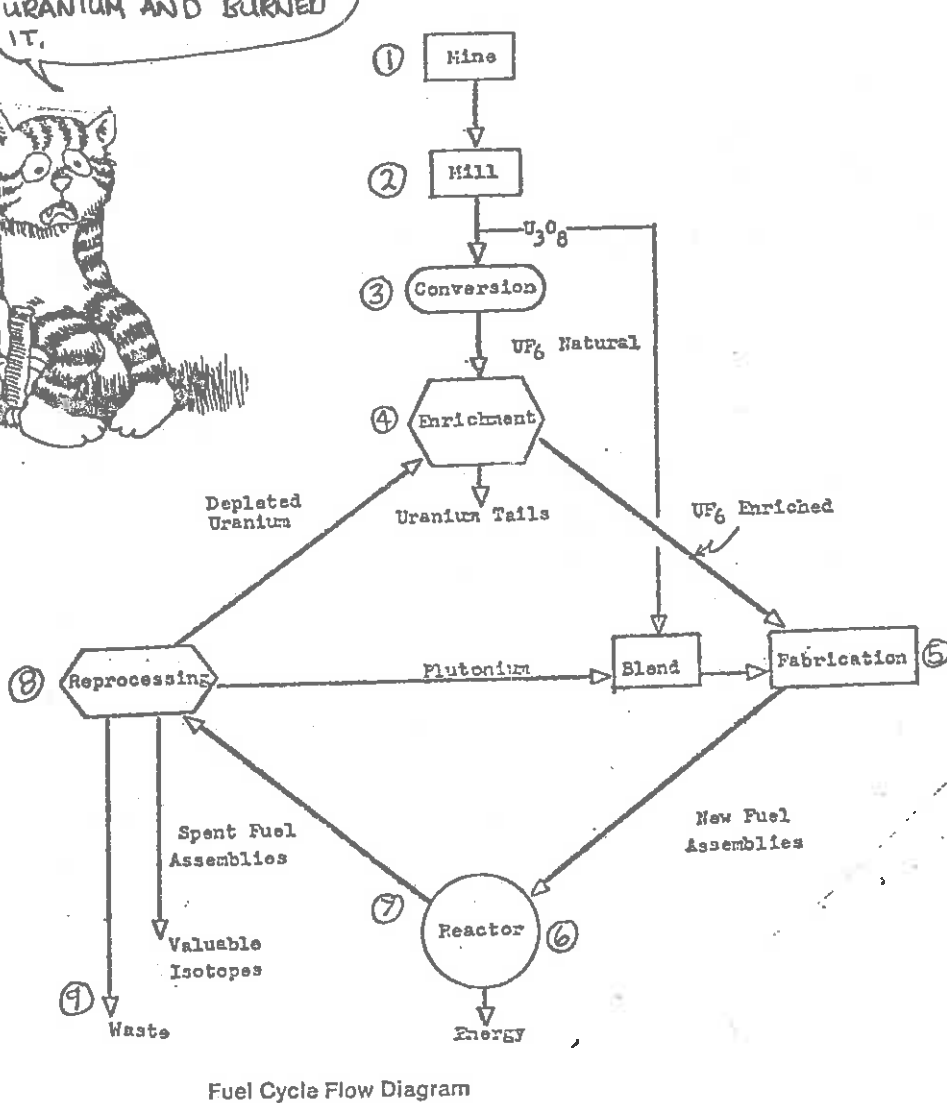 URANIUM AND BURNED
IT.
① Mine
② Mill
U₃O₈
③ Conversion
UF₆ Natural
④ Enrichment
Depleted
Uranium
Uranium Tails
UF₆ Enriched
⑧ Reprocessing
Plutonium
Blend
Fabrication ⑤
Spent Fuel
Assemblies
New Fuel
Assemblies
⑦ Reactor ⑥
Valuable
Isotopes
⑨
Waste
Energy
Fuel Cycle Flow Diagram